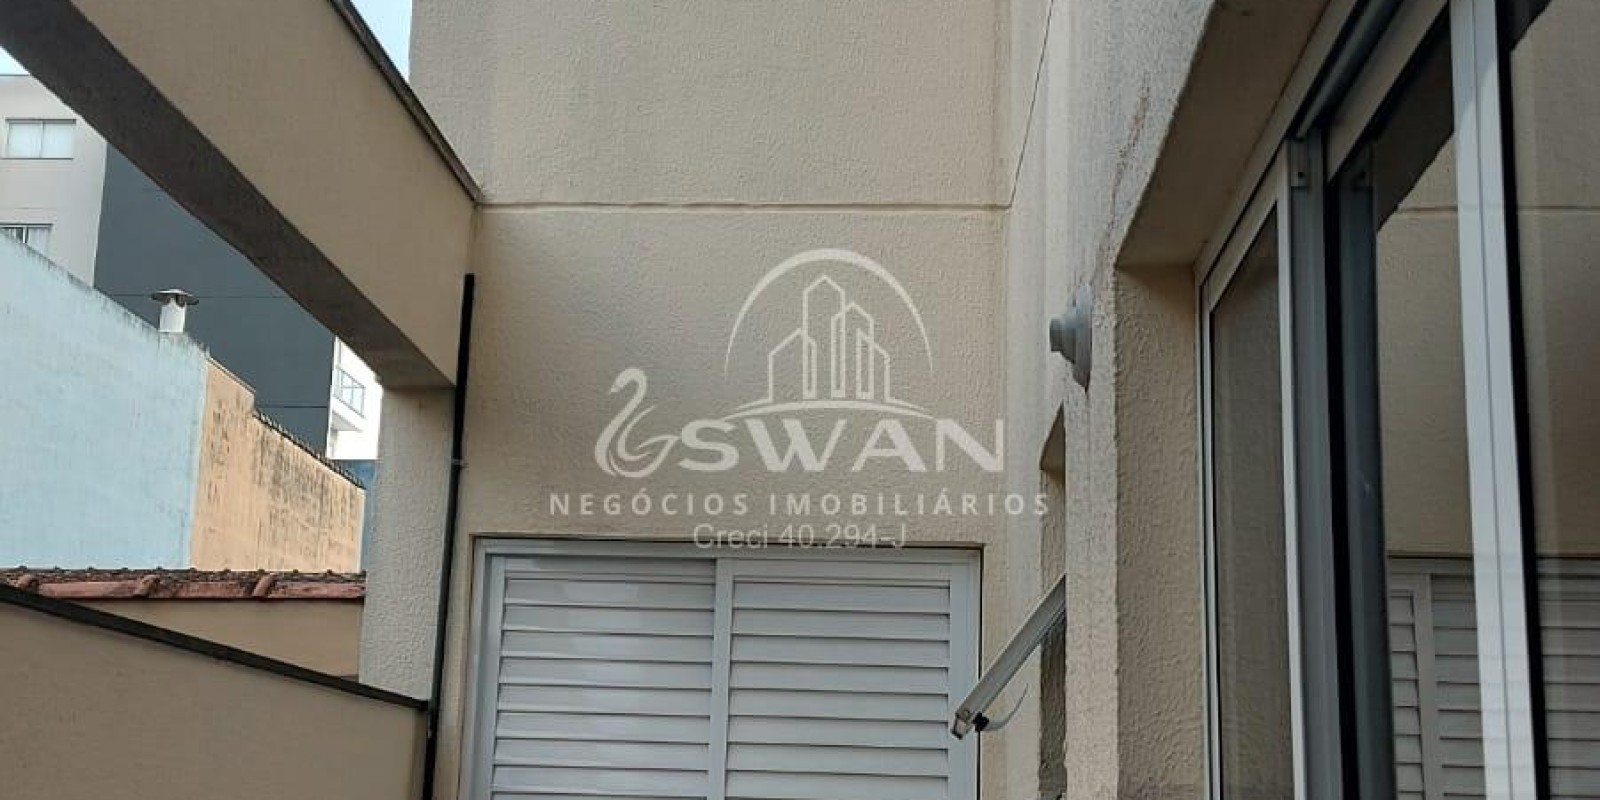 SWAN
NEGÓCIOS IMOBILIÁRIOS
Creci 40.294-J